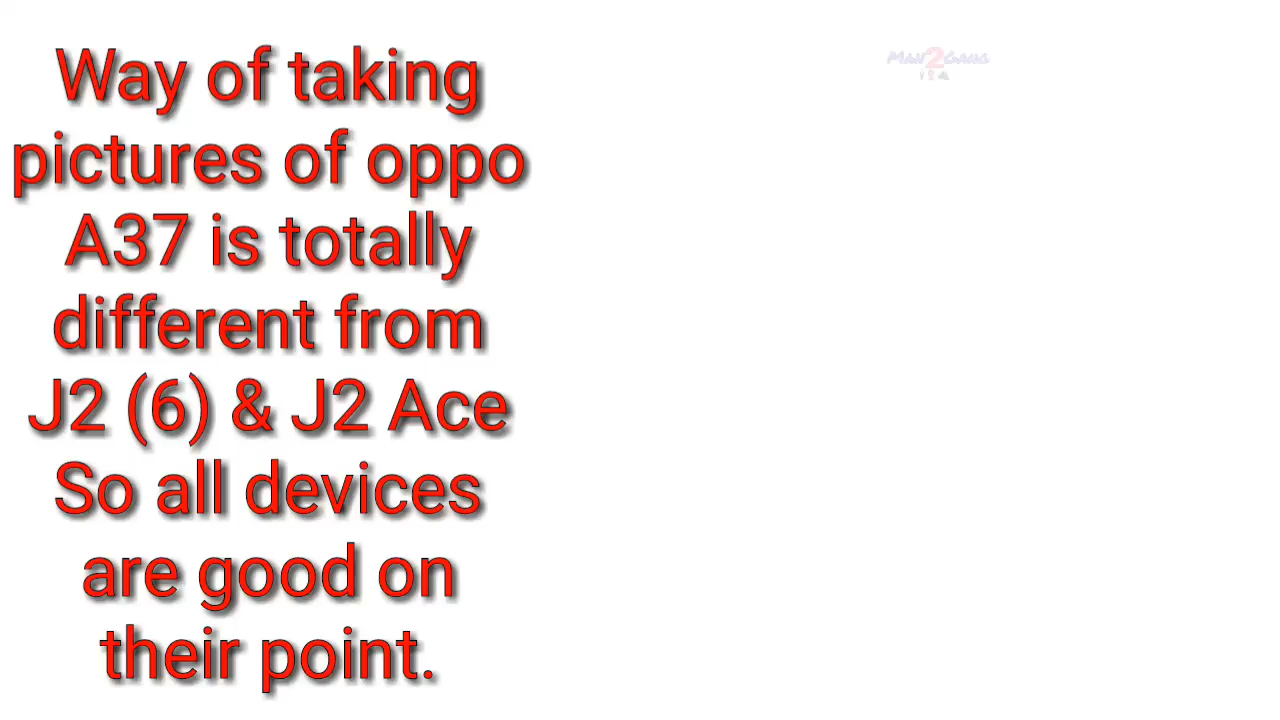 Way of taking
pictures of oppo
A37 is totally
different from
J2 (6) & J2 Ace
So all devices
are good on
their point.
Man2Gang